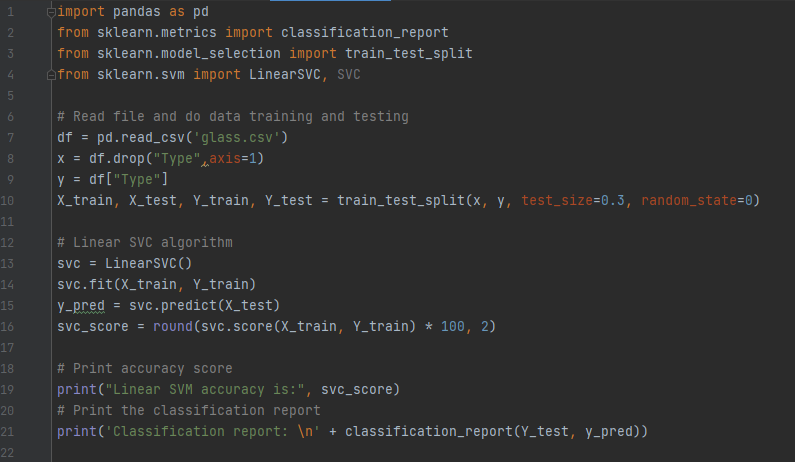 1 import pandas as pd
2 from sklearn.metrics import classification_report
3 from sklearn.model_selection import train_test_split
4 from sklearn.svm import LinearSVC, SVC
5
6 # Read file and do data training and testing
7 df = pd.read_csv('glass.csv')
8 x = df.drop("Type",axis=1)
9 y = df["Type"]
10 X_train, X_test, Y_train, Y_test = train_test_split(x, y, test_size=0.3, random_state=0)
11
12 # Linear SVC algorithm
13 svc = LinearSVC()
14 svc.fit(X_train, Y_train)
15 y_pred = svc.predict(X_test)
16 svc_score = round(svc.score(X_train, Y_train) * 100, 2)
17
18 # Print accuracy score
19 print("Linear SVM accuracy is:", svc_score)
20 # Print the classification report
21 print('Classification report: \n' + classification_report(Y_test, y_pred))
22